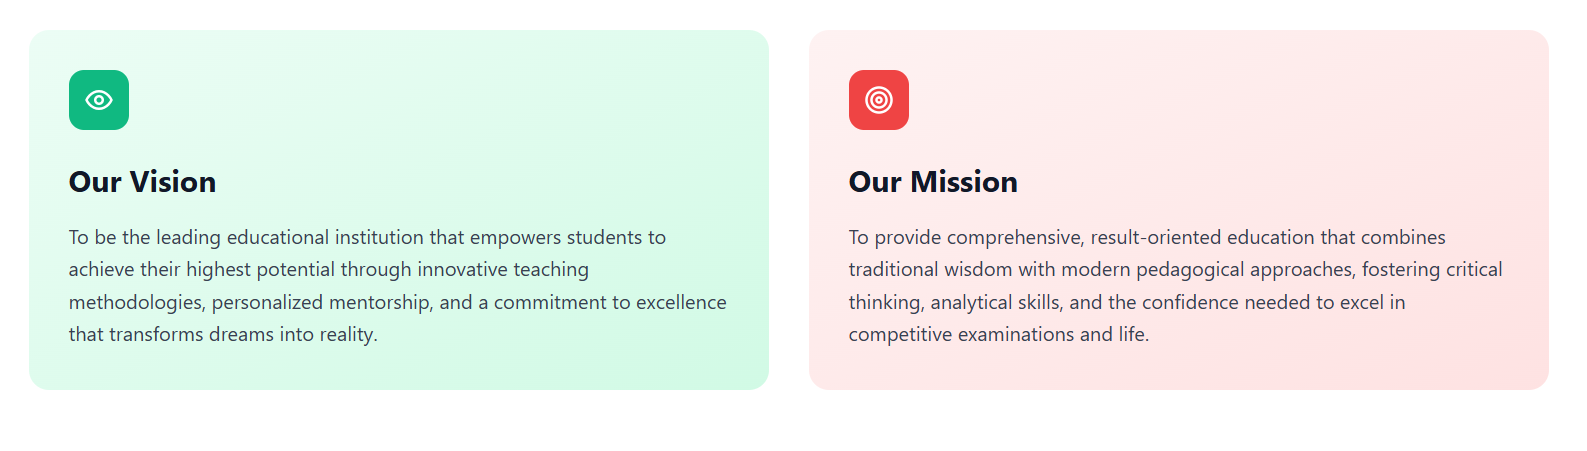 Our Vision
To be the leading educational institution that empowers students to
achieve their highest potential through innovative teaching
methodologies, personalized mentorship, and a commitment to excellence
that transforms dreams into reality.
Our Mission
To provide comprehensive, result-oriented education that combines
traditional wisdom with modern pedagogical approaches, fostering critical
thinking, analytical skills, and the confidence needed to excel in
competitive examinations and life.